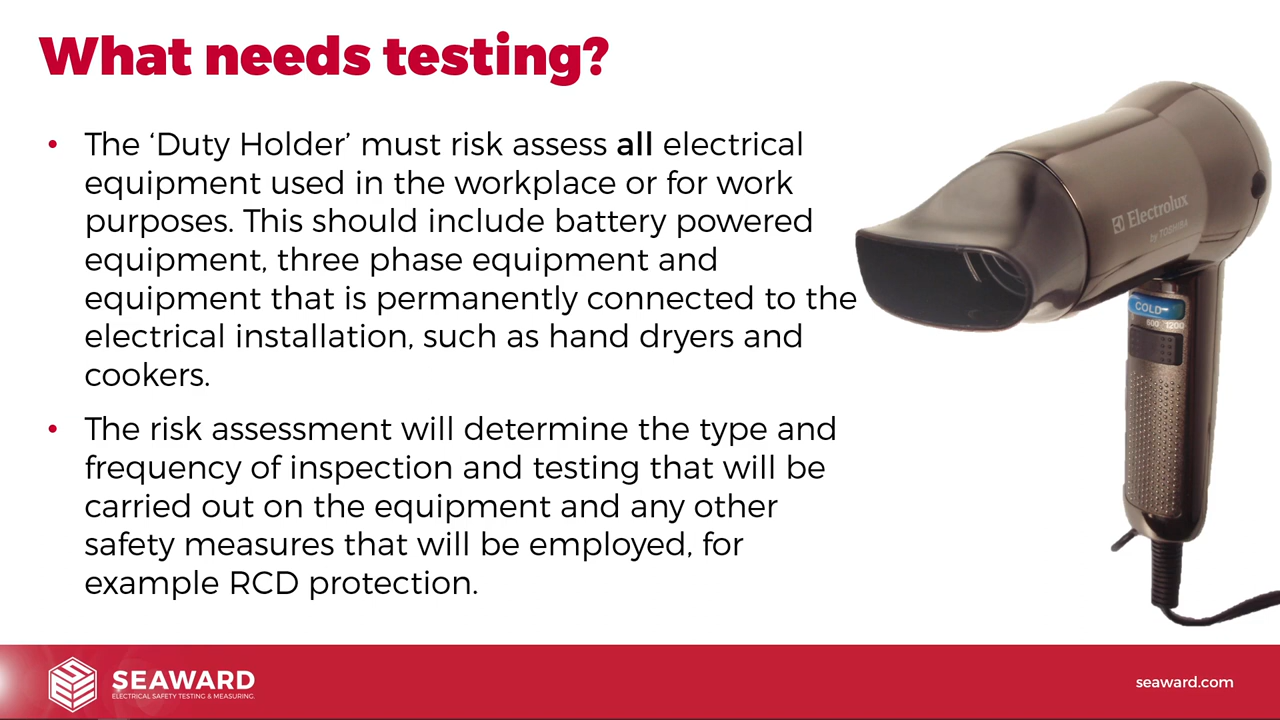 What needs testing?
• The ‘Duty Holder’ must risk assess all electrical
equipment used in the workplace or for work
purposes. This should include battery powered
equipment, three phase equipment and
equipment that is permanently connected to the
electrical installation, such as hand dryers and
cookers.
• The risk assessment will determine the type and
frequency of inspection and testing that will be
carried out on the equipment and any other
safety measures that will be employed, for
example RCD protection.
Electrolux
by TOSHIBA
COLD
600 1200
SEAWARD
ELECTRICAL SAFETY TESTING & MEASURING.
seaward.com